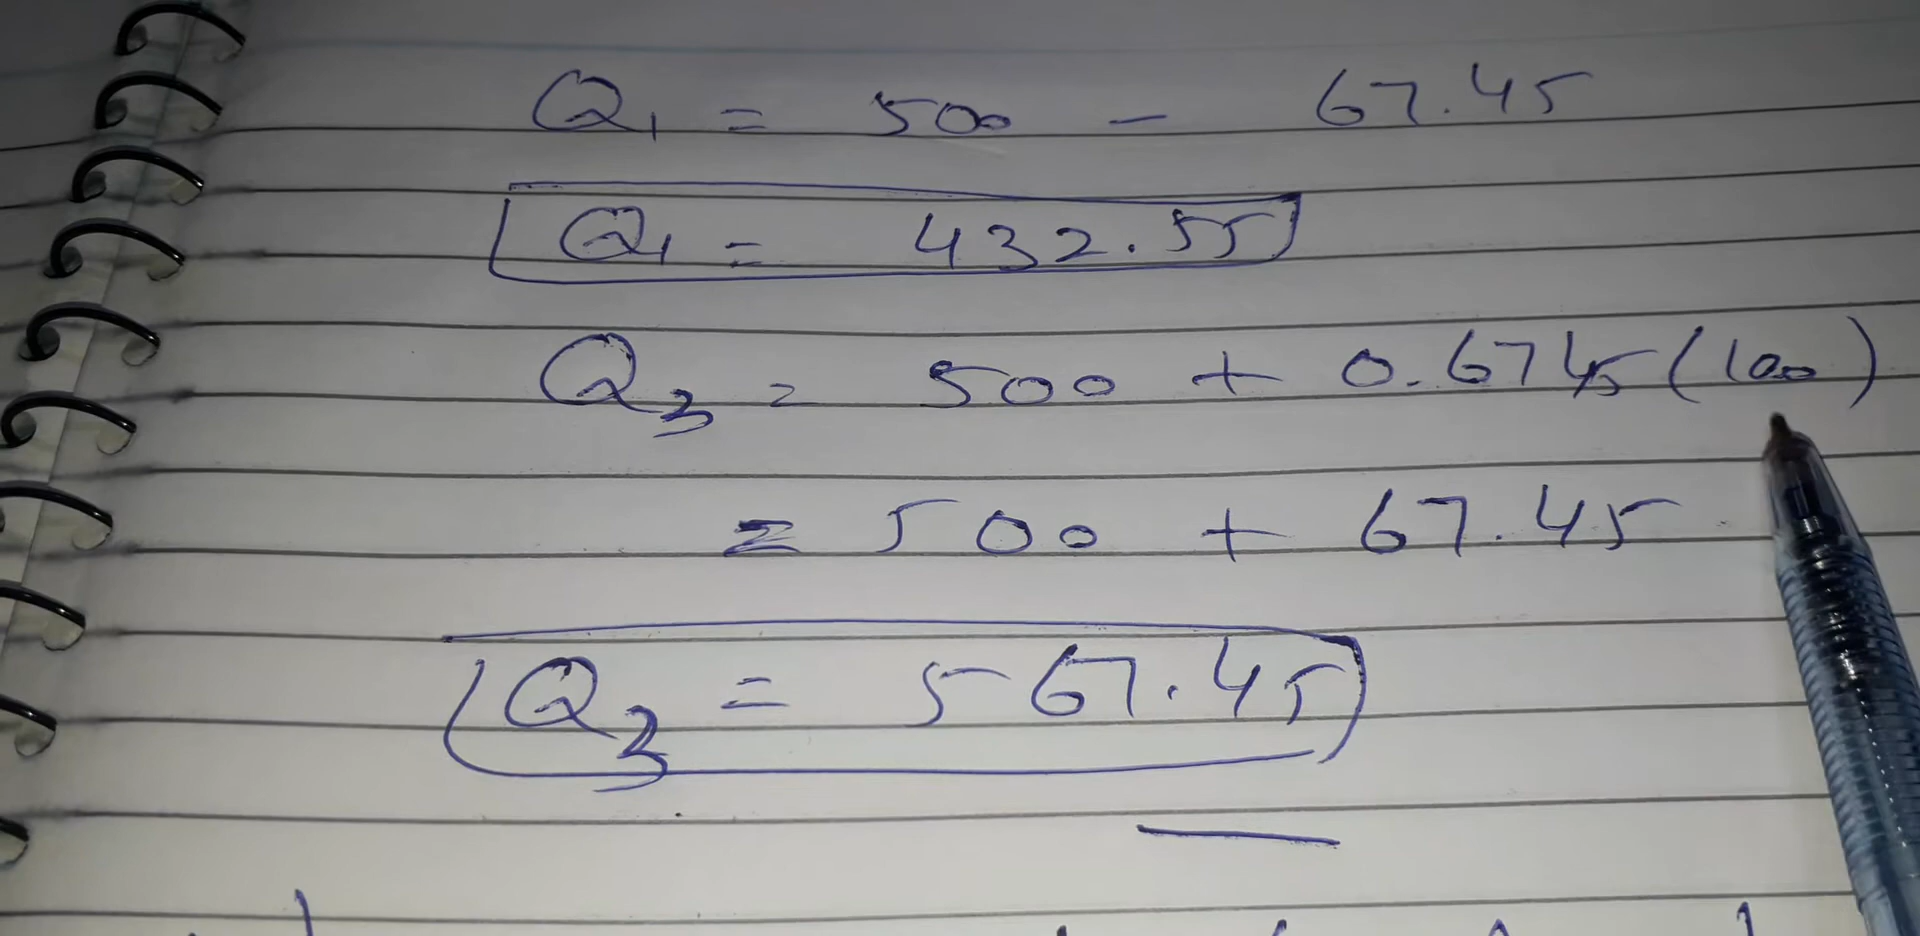 Q1 = 500 - 67.45
Q1 = 432.55
Q3 = 500 + 0.6745 (100)
= 500 + 67.45
Q3 = 567.45